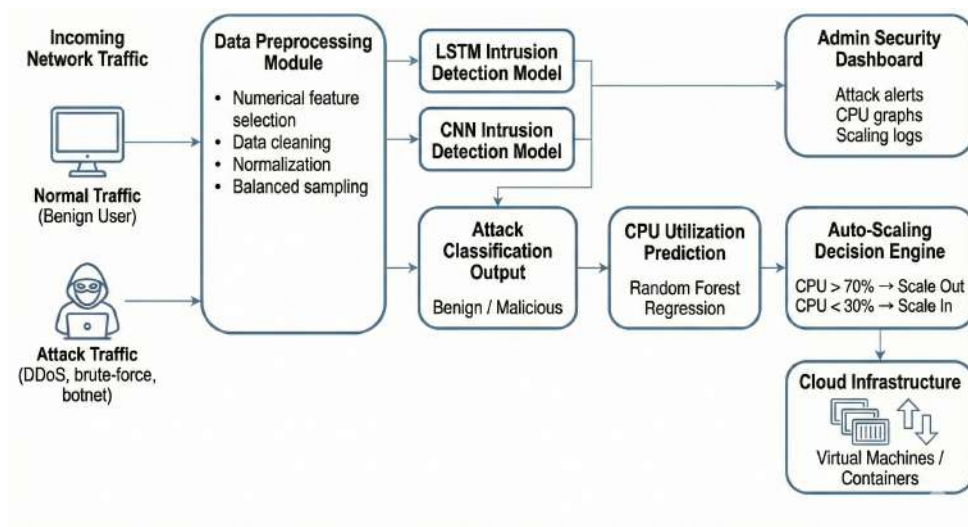 Incoming
Network Traffic
Normal Traffic
(Benign User)
Attack Traffic
(DDoS, brute-force,
botnet)
Data Preprocessing
Module
• Numerical feature
selection
• Data cleaning
• Normalization
• Balanced sampling
LSTM Intrusion
Detection Model
CNN Intrusion
Detection Model
Attack
Classification
Output
Benign / Malicious
CPU Utilization
Prediction
Random Forest
Regression
Admin Security
Dashboard
Attack alerts
CPU graphs
Scaling logs
Auto-Scaling
Decision Engine
CPU > 70% → Scale Out
CPU < 30% → Scale In
Cloud Infrastructure
Virtual Machines /
Containers